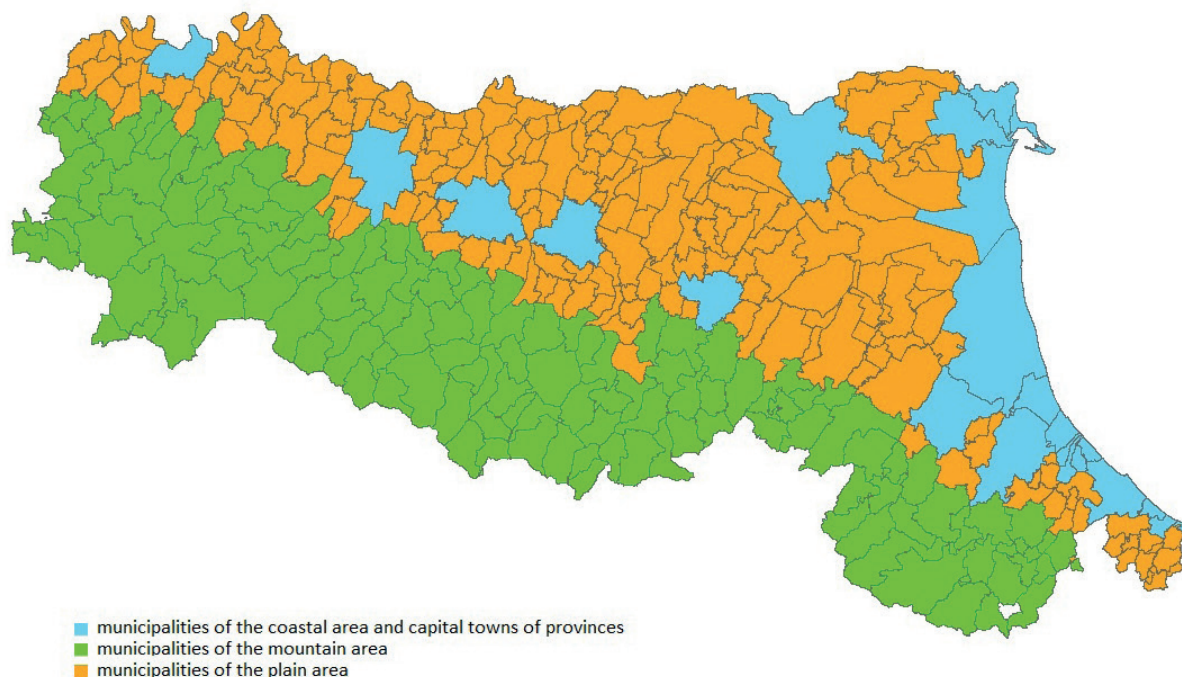 municipalities of the coastal area and capital towns of provinces
municipalities of the mountain area
municipalities of the plain area